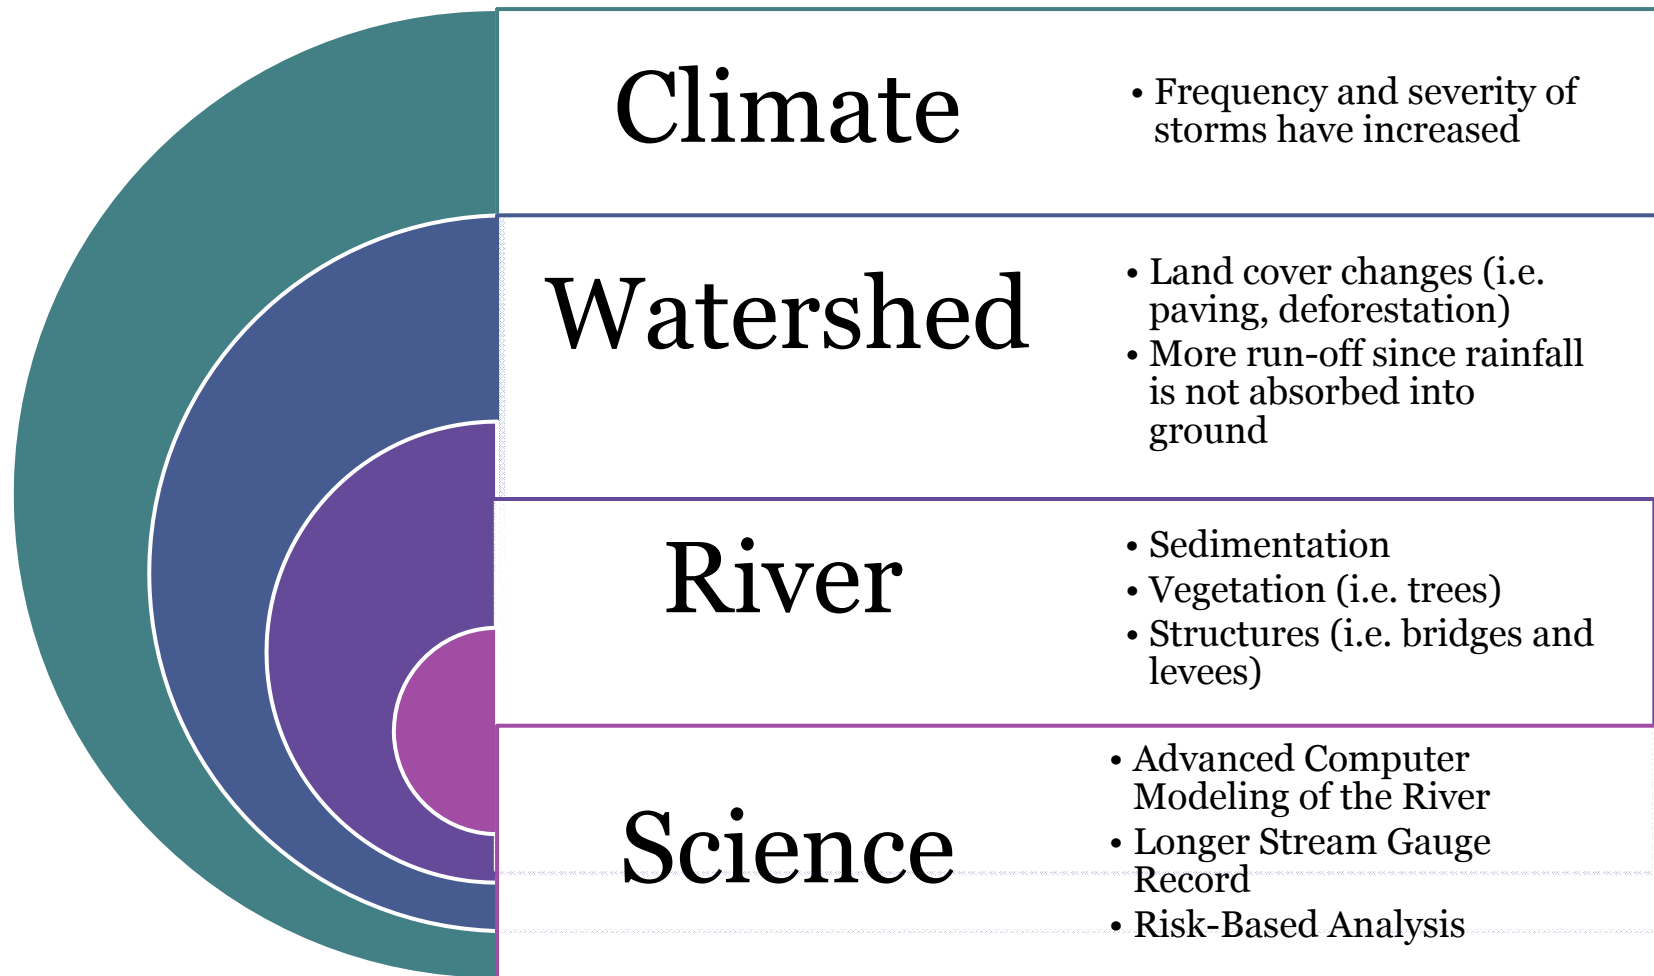 Climate
• Frequency and severity of
storms have increased
Watershed
• Land cover changes (i.e.
paving, deforestation)
• More run-off since rainfall
is not absorbed into
ground
River
• Sedimentation
• Vegetation (i.e. trees)
• Structures (i.e. bridges and
levees)
Science
• Advanced Computer
Modeling of the River
• Longer Stream Gauge
Record
• Risk-Based Analysis